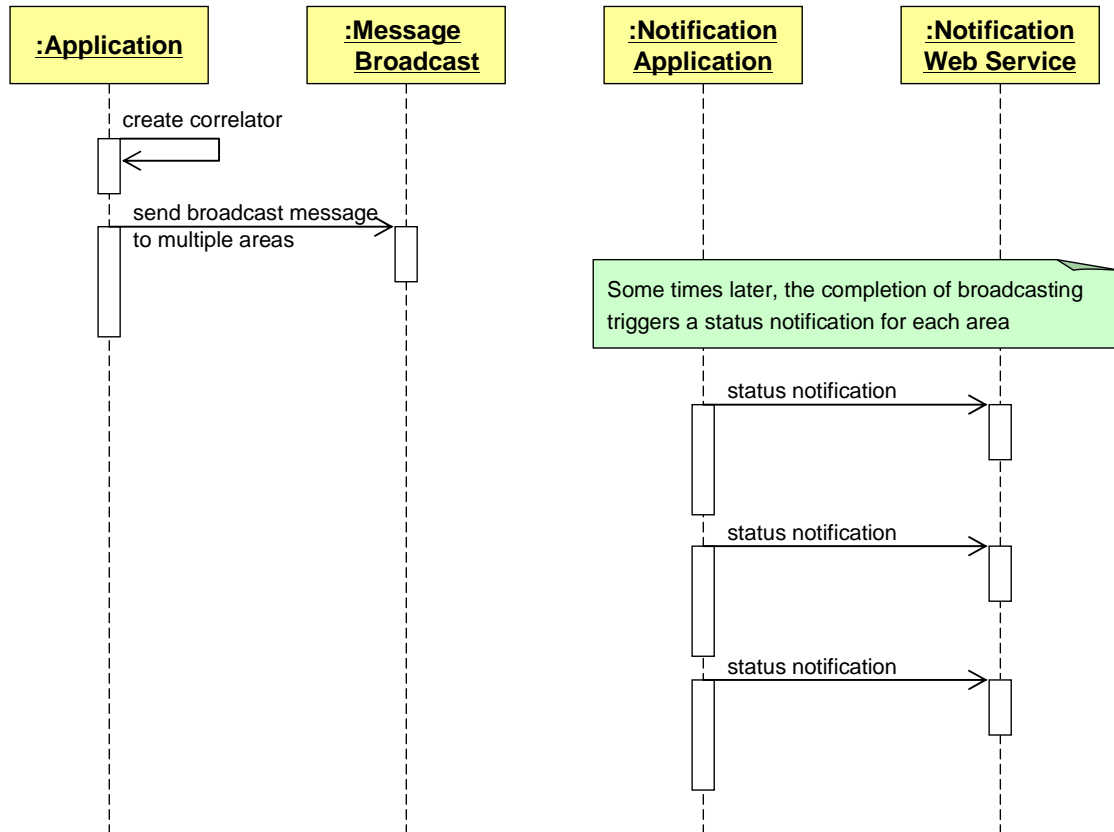 :Application
:Message
Broadcast
:Notification
Application
:Notification
Web Service
create correlator
send broadcast message
to multiple areas
Some times later, the completion of broadcasting
triggers a status notification for each area
status notification
status notification
status notification